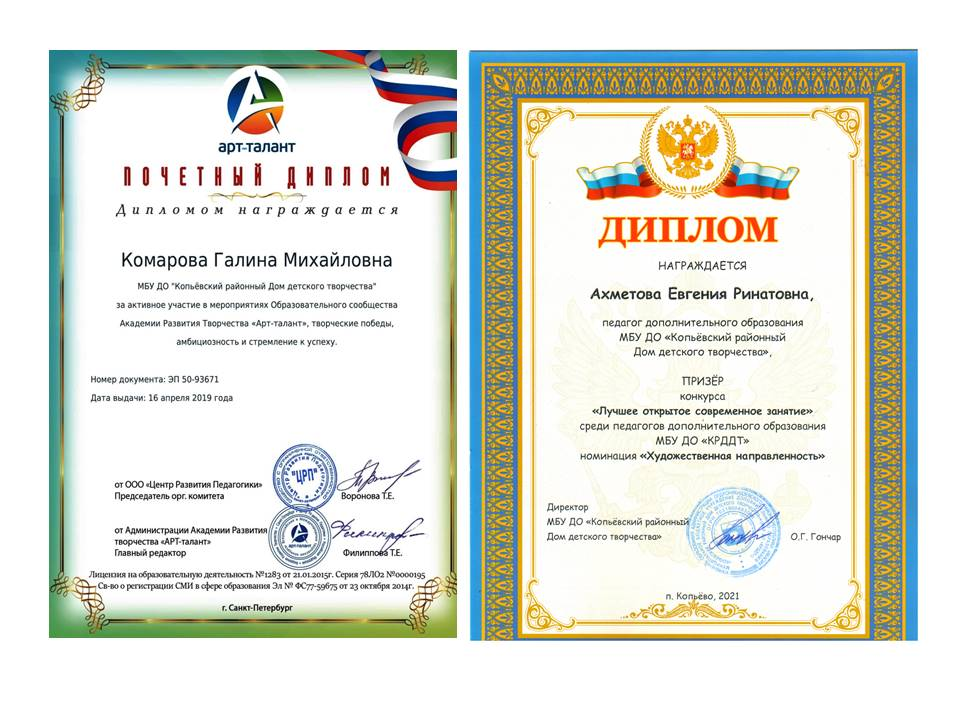 арт-талант
ПОЧЕТНЫЙ ДИПЛОМ
Дипломом награждается
Комарова Галина Михайловна
МБУ ДО "Копьёвский районный Дом детского творчества"
за активное участие в мероприятиях Образовательного сообщества
Академии Развития Творчества «Арт-талант», творческие победы,
амбициозность и стремление к успеху.
Номер документа: ЭП 50-93671
Дата выдачи: 16 апреля 2019 года
от ООО «Центр Развития Педагогики»
Председатель орг. комитета
"ЦРП"
Воронова Т.Е.
от Администрации Академии Развития
творчества «АРТ-талант»
Главный редактор
арт-талант
Филиппова Т.Е.
Лицензия на образовательную деятельность №1283 от 21.01.2015г. Серия 78ЛО2 №0000195
Св-во о регистрации СМИ в сфере образования Эл № ФС77-59675 от 23 октября 2014г.
г. Санкт-Петербург
ДИПЛОМ
НАГРАЖДАЕТСЯ
Ахметова Евгения Ринатовна,
педагог дополнительного образования
МБУ ДО «Копьёвский районный
Дом детского творчества»,
ПРИЗЁР
конкурса
«Лучшее открытое современное занятие»
среди педагогов дополнительного образования
МБУ ДО «КРДДТ»
номинация «Художественная направленность»
Директор
МБУ ДО «Копьёвский районный
Дом детского творчества»
О.Г. Гончар
п. Копьёво, 2021